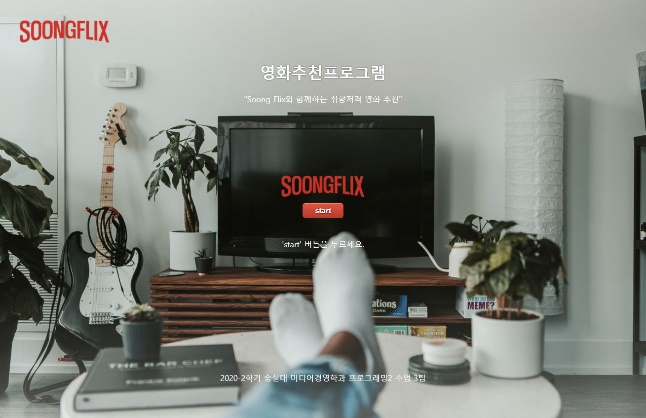 SOONGFLIX
영화추천프로그램
"Soong Flix와 함께하는 취향저격 영화 추천"
SOONGFLIX
start
'start' 버튼을 누르세요.
MEME?
THE BAR CHEF
2020-2학기 숭실대 미디어경영학과 프로그래밍2 수업 3팀